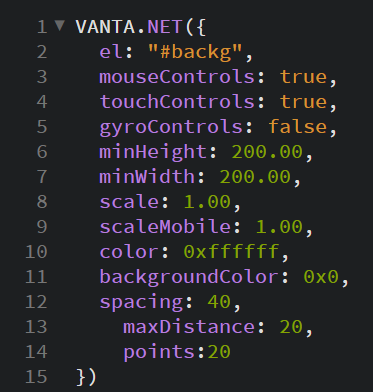 1 VANTA.NET({
2 el: "#backg",
3 mouseControls: true,
4 touchControls: true,
5 gyroControls: false,
6 minHeight: 200.00,
7 minWidth: 200.00,
8 scale: 1.00,
9 scaleMobile: 1.00,
10 color: 0xffffff,
11 backgroundColor: 0x0,
12 spacing: 40,
13 maxDistance: 20,
14 points:20
15 })